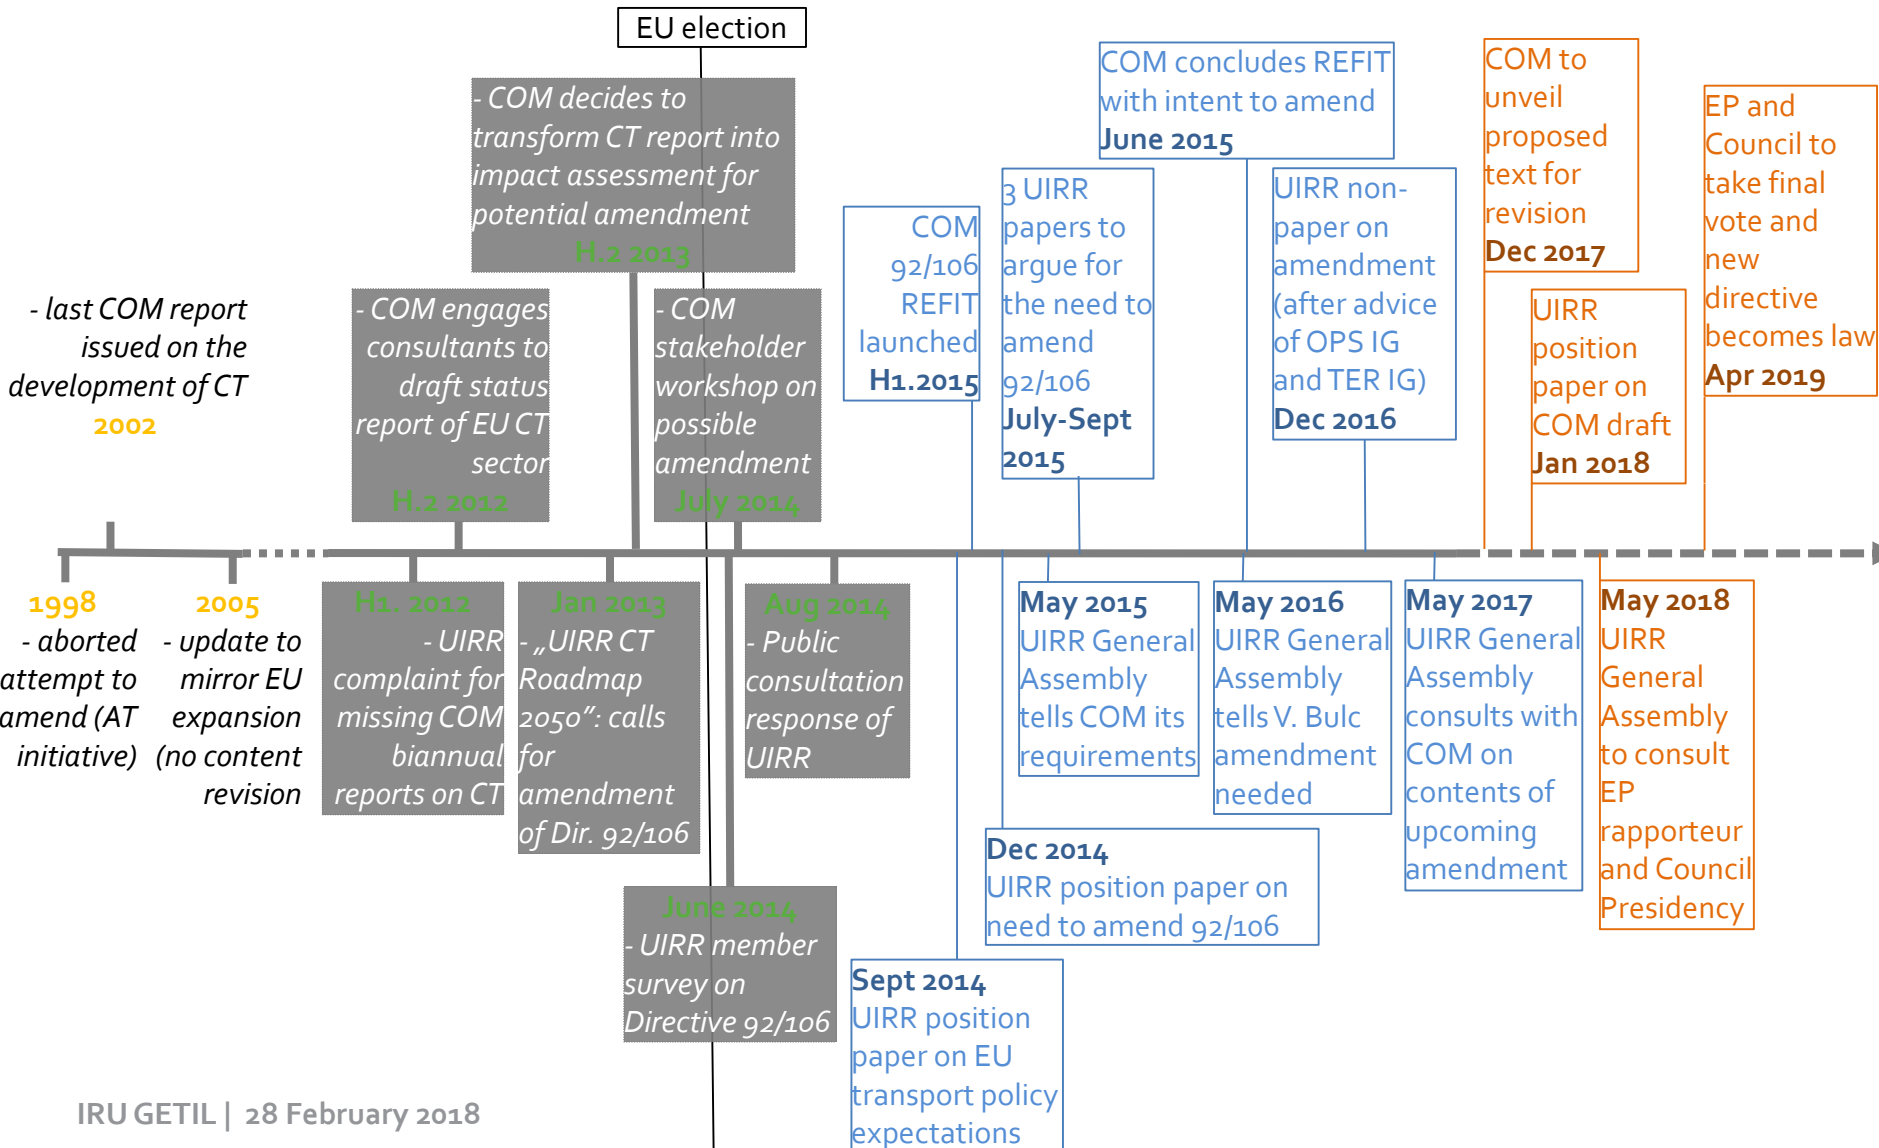 EU election
- COM decides to
transform CT report into
impact assessment for
potential amendment
H.2 2013
COM concludes REFIT
with intent to amend
June 2015
COM to
unveil
proposed
text for
revision
Dec 2017
EP and
Council to
take final
vote and
new
directive
becomes law
Apr 2019
- last COM report
issued on the
development of CT
2002
- COM engages
consultants to
draft status
report of EU CT
sector
H.2 2012
- COM
stakeholder
workshop on
possible
amendment
July 2014
COM
92/106
REFIT
launched
H1.2015
3 UIRR
papers to
argue for
the need to
amend
92/106
July-Sept
2015
UIRR non-
paper on
amendment
(after advice
of OPS IG
and TER IG)
Dec 2016
UIRR
position
paper on
COM draft
Jan 2018
1998
- aborted
attempt to
amend (AT
initiative)
2005
- update to
mirror EU
expansion
(no content
revision
H1. 2012
- UIRR
complaint for
missing COM
biannual
reports on CT
Jan 2013
- „UIRR CT
Roadmap
2050”: calls
for
amendment
of Dir. 92/106
Aug 2014
- Public
consultation
response of
UIRR
May 2015
UIRR General
Assembly
tells COM its
requirements
May 2016
UIRR General
Assembly
tells V. Bulc
amendment
needed
May 2017
UIRR General
Assembly
consults with
COM on
contents of
upcoming
amendment
May 2018
UIRR
General
Assembly
to consult
EP
rapporteur
and Council
Presidency
June 2014
- UIRR member
survey on
Directive 92/106
Dec 2014
UIRR position paper on
need to amend 92/106
Sept 2014
UIRR position
paper on EU
transport policy
expectations
IRU GETIL | 28 February 2018